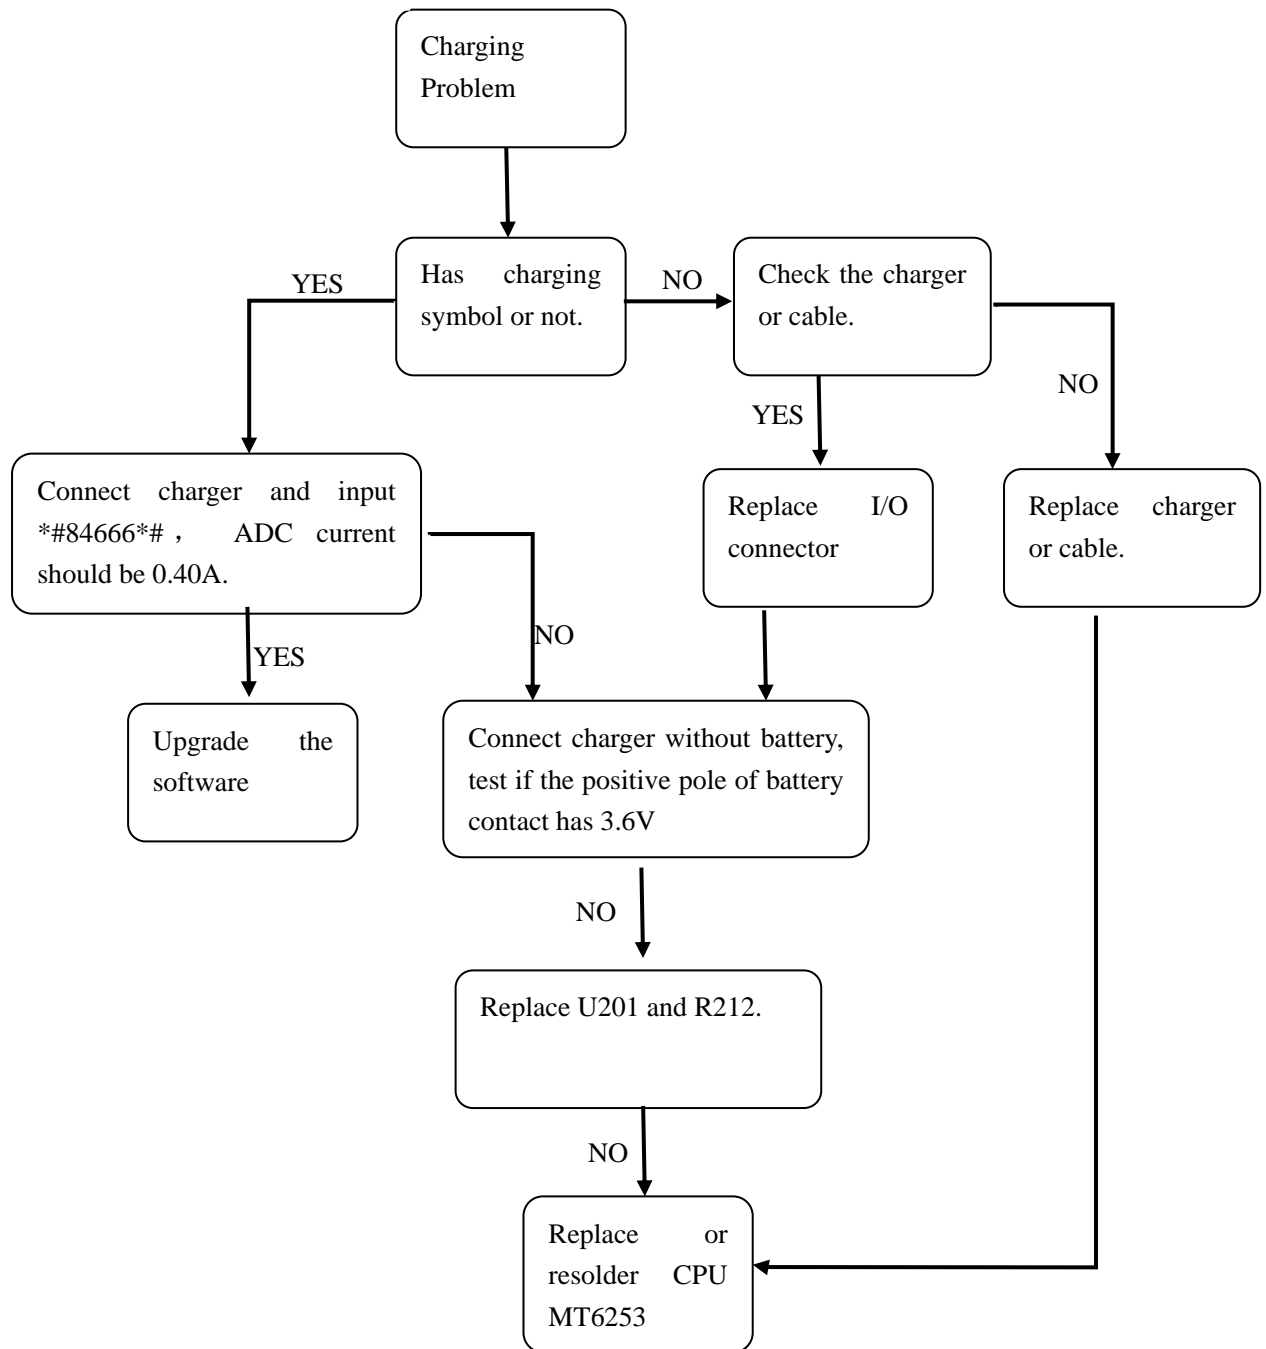 Charging
Problem
YES
Has charging
symbol or not.
NO
Check the charger
or cable.
YES
NO
Connect charger and input
*#84666*#， ADC current
should be 0.40A.
Replace I/O
connector
Replace charger
or cable.
YES
NO
Upgrade the
software
Connect charger without battery,
test if the positive pole of battery
contact has 3.6V
NO
Replace U201 and R212.
NO
Replace or
resolder CPU
MT6253